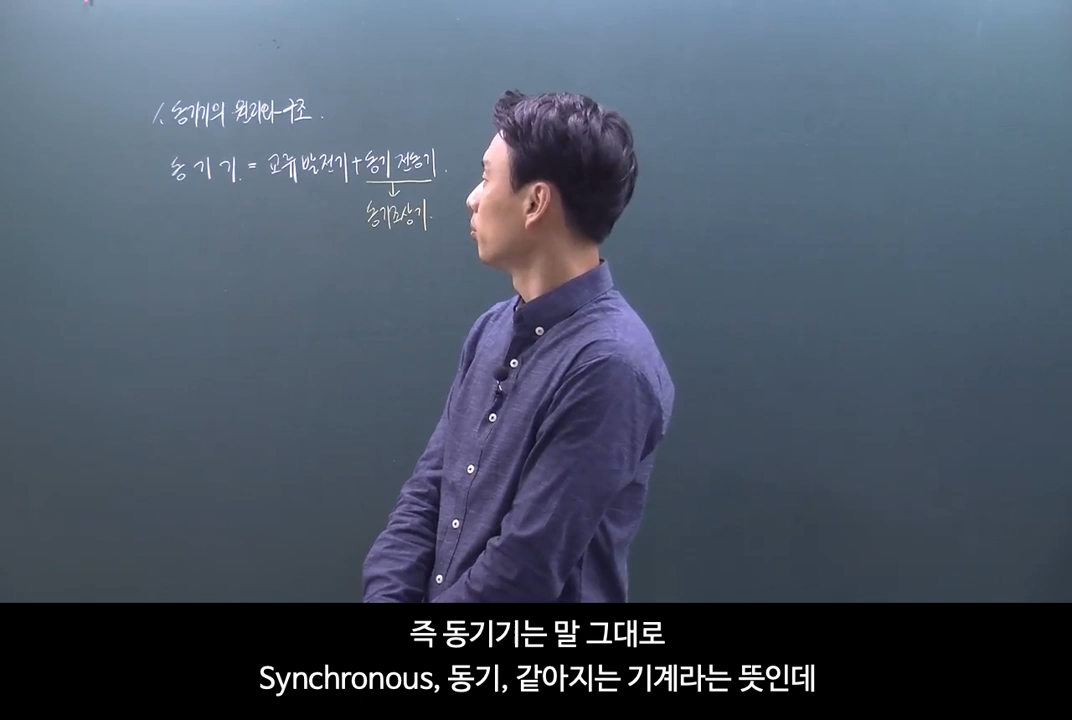 1. 동기기의 원리와 구조.
동기기. = 교류발전기 + 동기 전동기.
↓
동기조상기.
즉 동기기는 말 그대로
Synchronous, 동기, 같아지는 기계라는 뜻인데